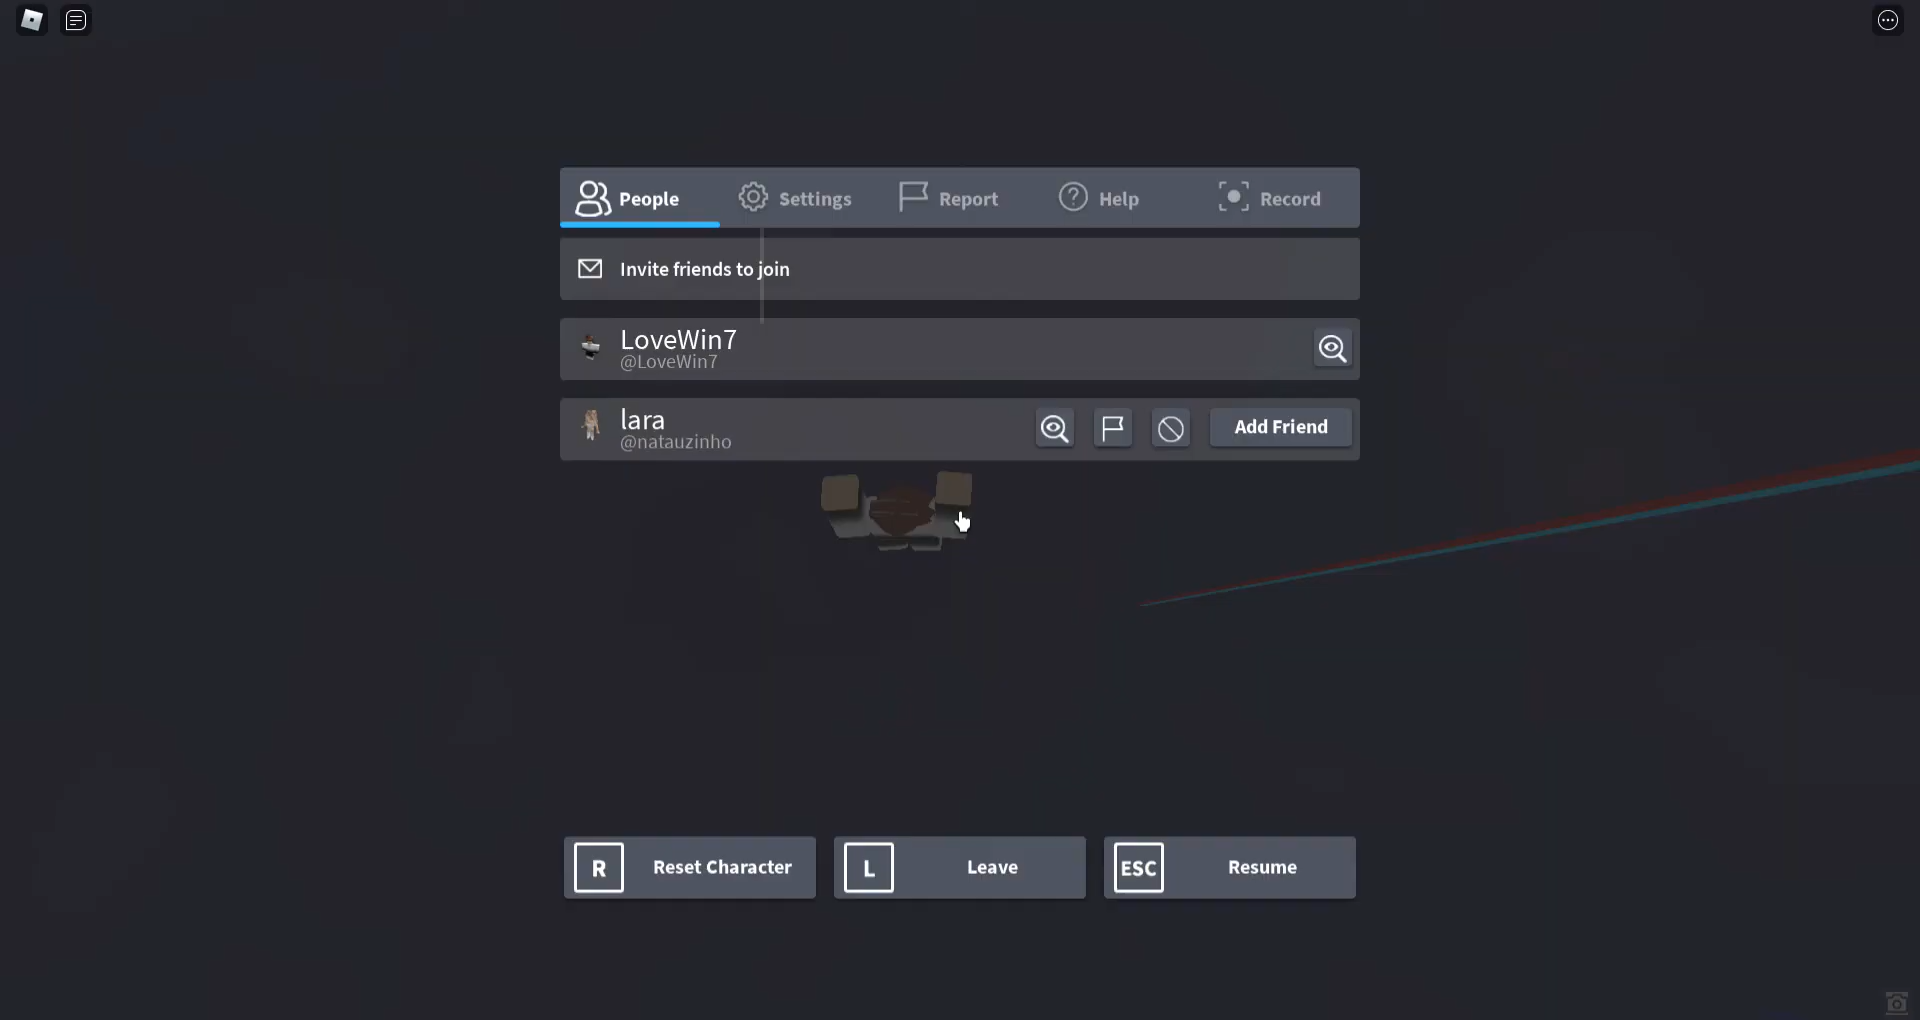 People Settings Report Help Record
Invite friends to join
LoveWin7
@LoveWin7
lara
@natauzinho
Add Friend
R Reset Character L Leave ESC Resume